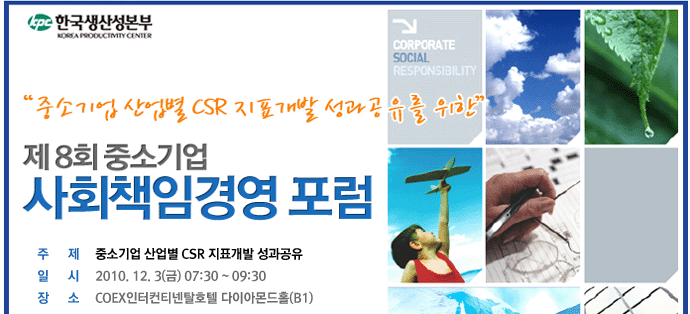 kpc 한국생산성본부
KOREA PRODUCTIVITY CENTER
CORPORATE
SOCIAL
RESPONSIBILITY
“중소기업 산업별 CSR 지표개발 성과공유를 위한”
제 8회 중소기업
사회책임경영 포럼
주 제 중소기업 산업별 CSR 지표개발 성과공유
일 시 2010. 12. 3(금) 07:30 ~ 09:30
장 소 COEX인터컨티넨탈호텔 다이아몬드홀(B1)